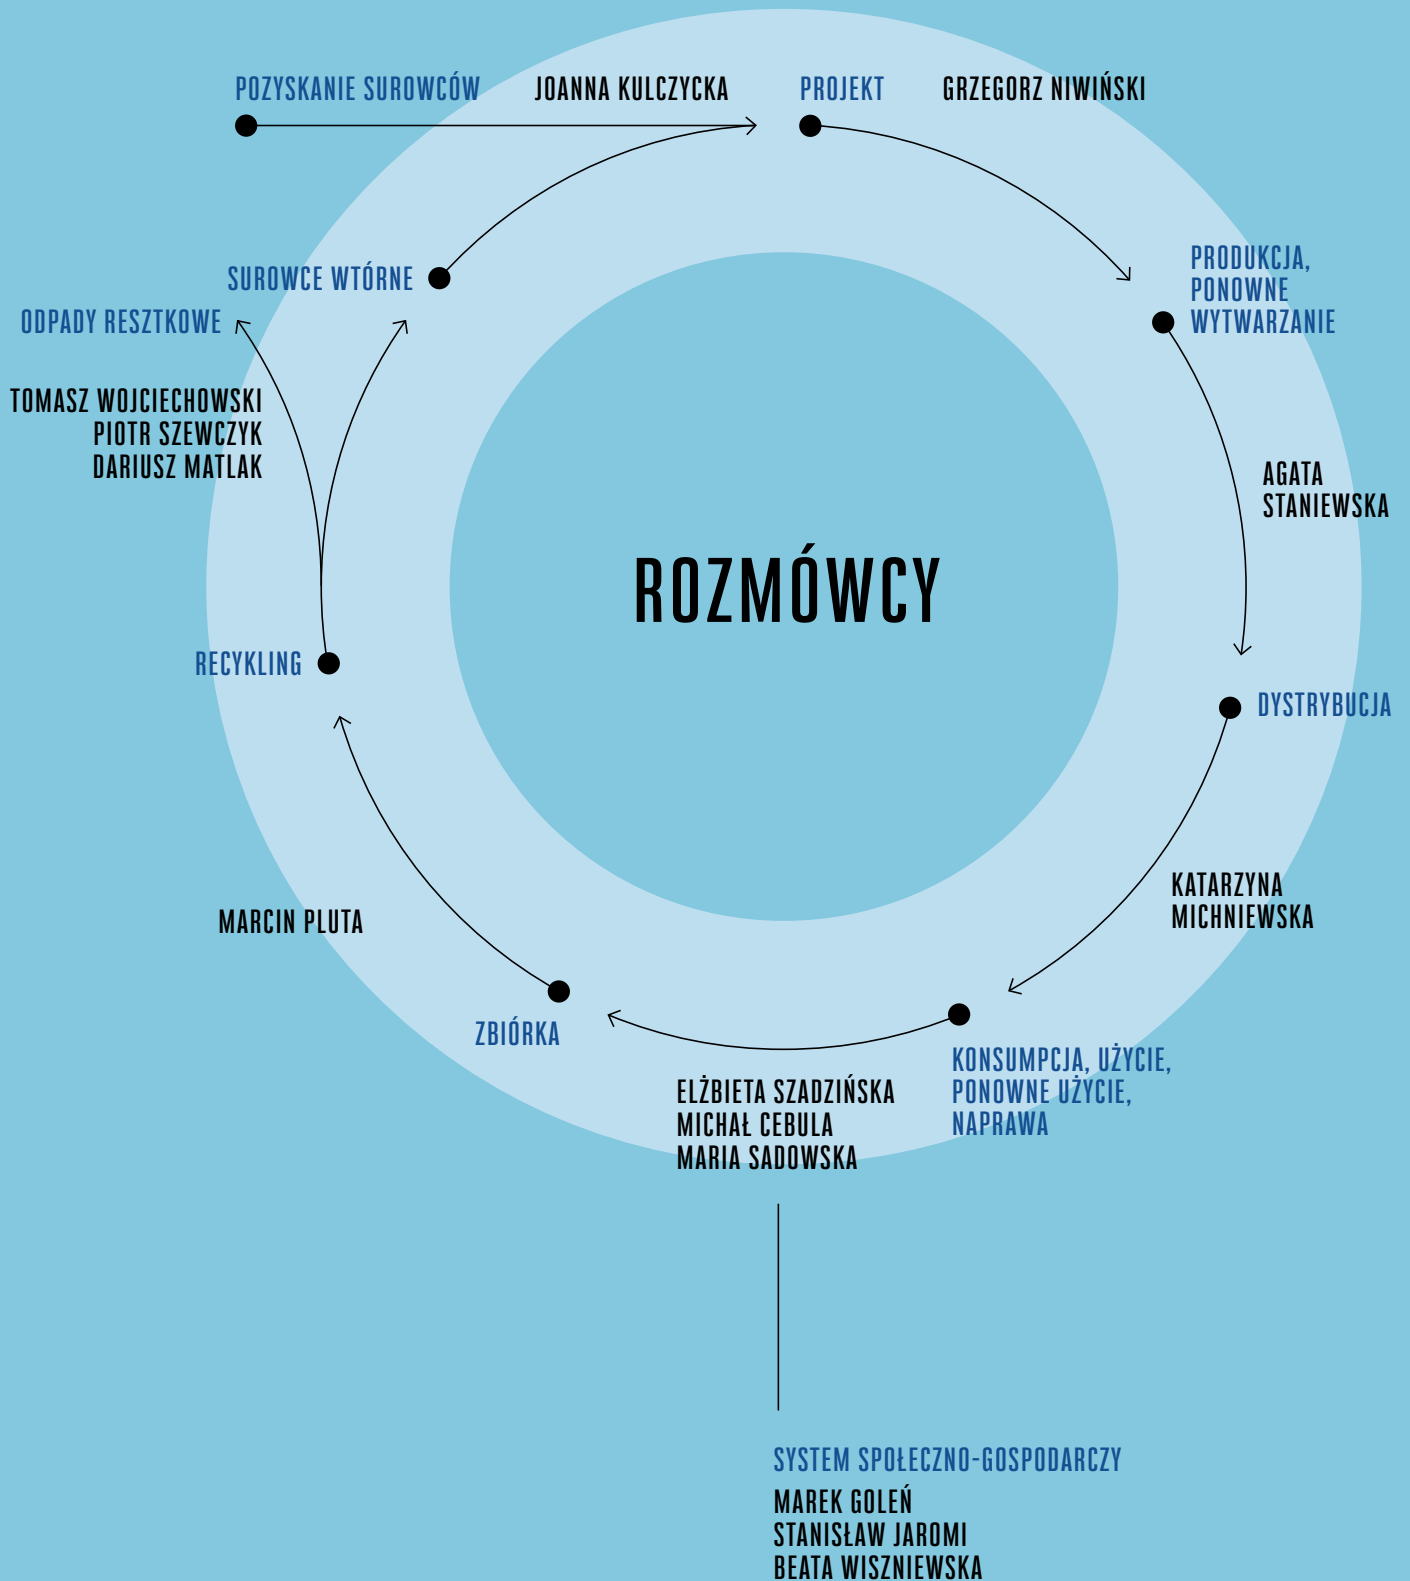 POZYSKANIE SUROWCÓW
JOANNA KULCZYCKA
PROJEKT
GRZEGORZ NIWIŃSKI
PRODUKCJA,
PONOWNE
WYTWARZANIE
SUROWCE WTÓRNE
ODPADY RESZTKOWE
TOMASZ WOJCIECHOWSKI
PIOTR SZEWCZYK
DARIUSZ MATLAK
AGATA
STANIEWSKA
ROZMÓWCY
RECYKLING
DYSTRYBUCJA
KATARZYNA
MICHNIEWSKA
MARCIN PLUTA
ZBIÓRKA
KONSUMPCJA, UŻYCIE,
PONOWNE UŻYCIE,
NAPRAWA
ELŻBIETA SZADZIŃSKA
MICHAŁ CEBULA
MARIA SADOWSKA
SYSTEM SPOŁECZNO-GOSPODARCZY
MAREK GOLEŃ
STANISŁAW JAROMI
BEATA WISZNIEWSKA